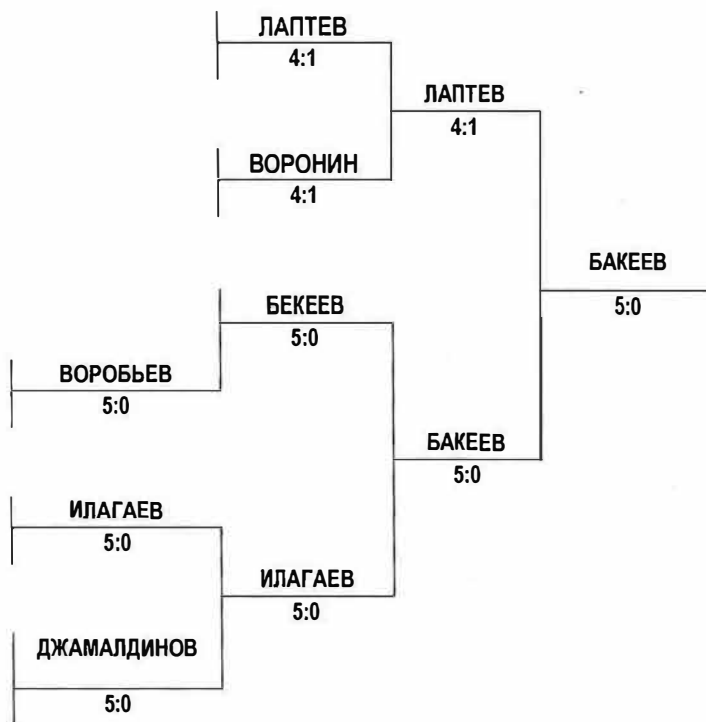 ЛАПТЕВ
4:1
ЛАПТЕВ
4:1
ВОРОНИН
4:1
БАКЕЕВ
5:0
БЕКЕЕВ
5:0
ВОРОБЬЕВ
5:0
БАКЕЕВ
5:0
ИЛАГАЕВ
5:0
ИЛАГАЕВ
5:0
ДЖАМАЛДИНОВ
5:0